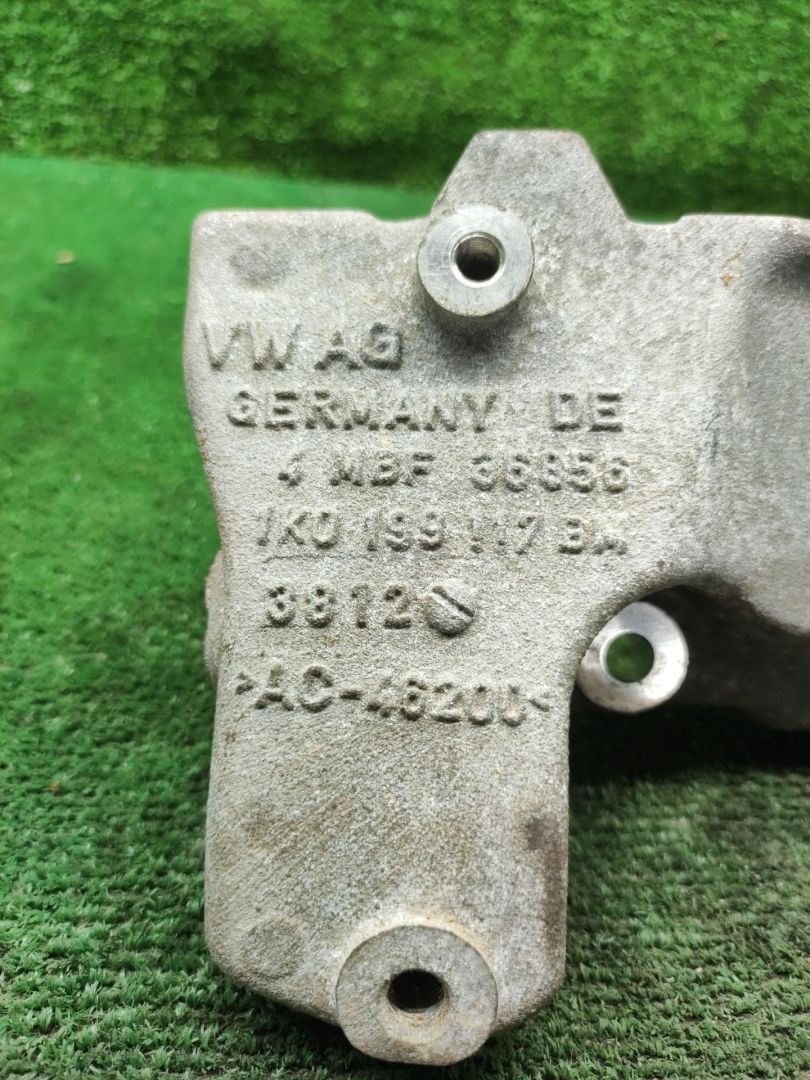 VW AG
GERMANY DE
4 MBF 36856
1K0 199 117 BA
3812
>AC-46200<